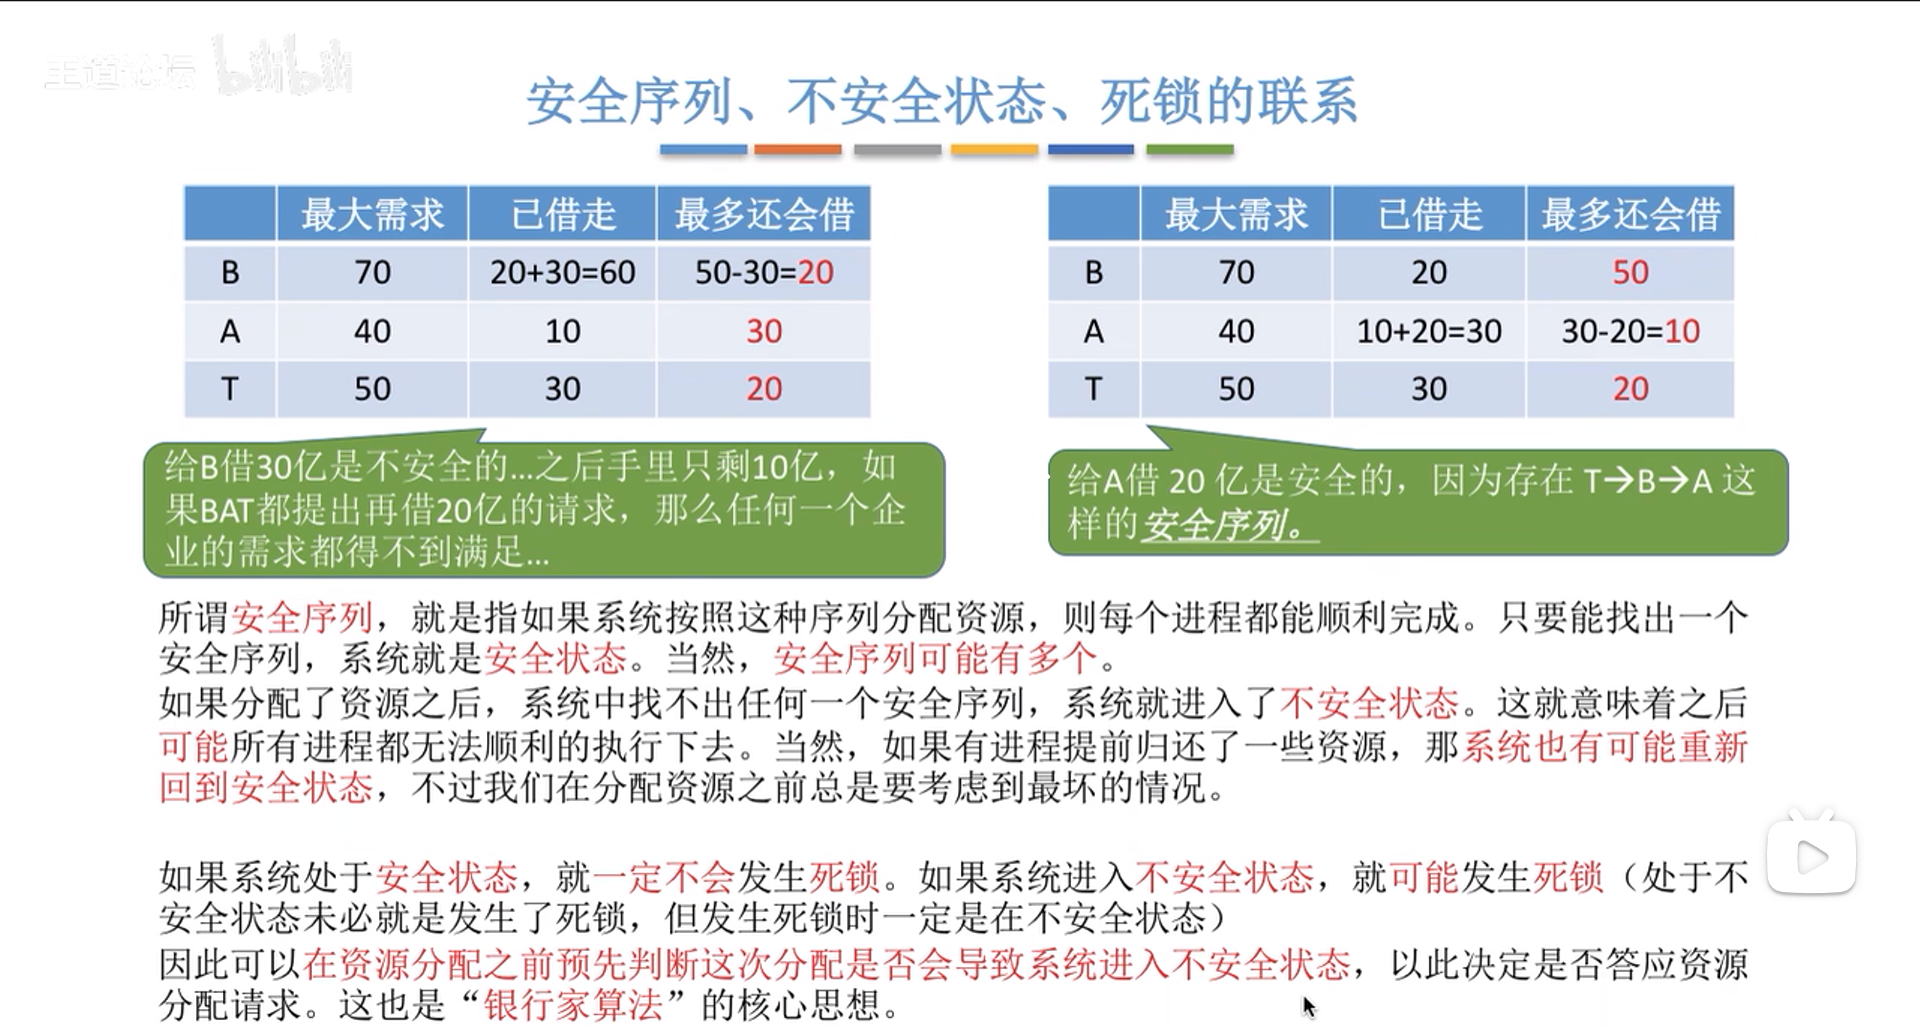 王道论坛 bilibili
安全序列、不安全状态、死锁的联系
最大需求 已借走 最多还会借
B 70 20+30=60 50-30=20
A 40 10 30
T 50 30 20
给B借30亿是不安全的...之后手里只剩10亿，如
果BAT都提出再借20亿的请求，那么任何一个企
业的需求都得不到满足...
最大需求 已借走 最多还会借
B 70 20 50
A 40 10+20=30 30-20=10
T 50 30 20
给A借 20 亿是安全的，因为存在 T→B→A 这
样的安全序列。
所谓安全序列，就是指如果系统按照这种序列分配资源，则每个进程都能顺利完成。只要能找出一个
安全序列，系统就是安全状态。当然，安全序列可能有多个。
如果分配了资源之后，系统中找不出任何一个安全序列，系统就进入了不安全状态。这就意味着之后
可能所有进程都无法顺利的执行下去。当然，如果有进程提前归还了一些资源，那系统也有可能重新
回到安全状态，不过我们在分配资源之前总是要考虑到最坏的情况。
如果系统处于安全状态，就一定不会发生死锁。如果系统进入不安全状态，就可能发生死锁（处于不
安全状态未必就是发生了死锁，但发生死锁时一定是在不安全状态）
因此可以在资源分配之前预先判断这次分配是否会导致系统进入不安全状态，以此决定是否答应资源
分配请求。这也是“银行家算法”的核心思想。